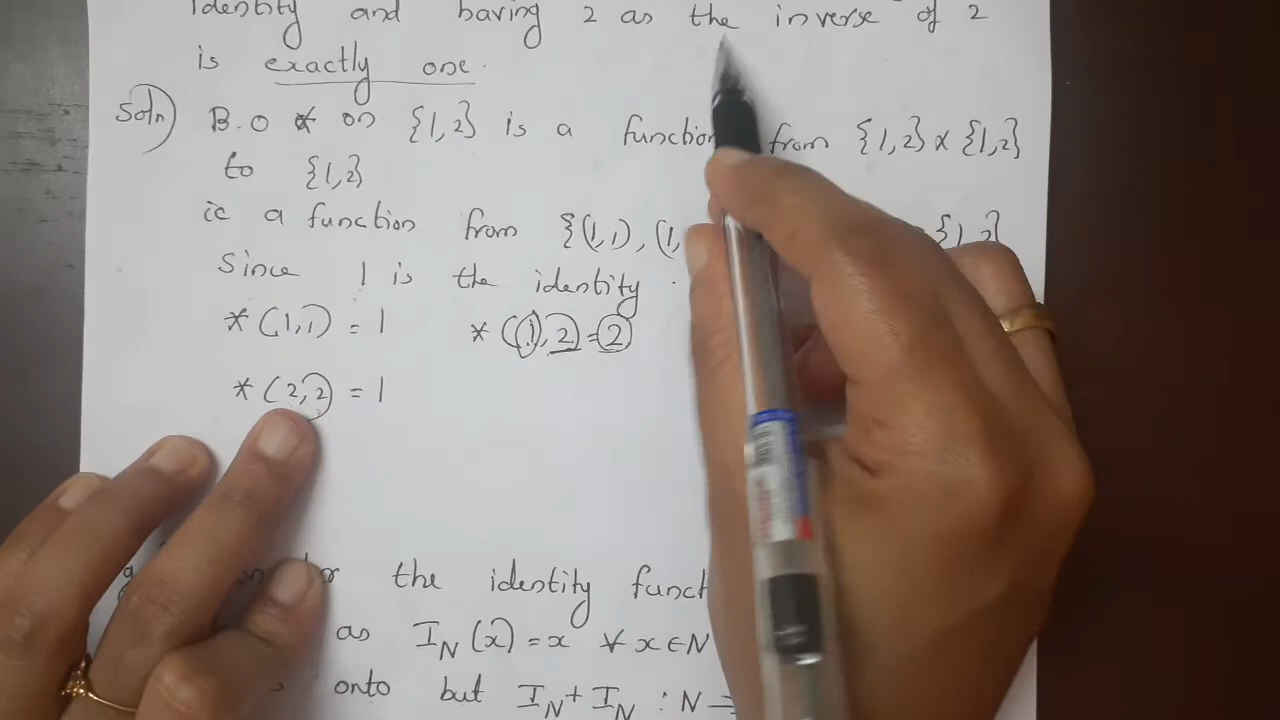 identity and having 2 as the inverse of 2
is exactly one.
Soln) B.O * on {1,2} is a function from {1,2} x {1,2}
to {1,2}
ie a function from {(1,1), (1, {1,2}
Since 1 is the identity.
*(1,1) = 1 *(1,2) = 2
*(2,2) = 1
the identity funct
as I_N (x) = x ∀ x ∈ N
onto but I_N + I_N : N